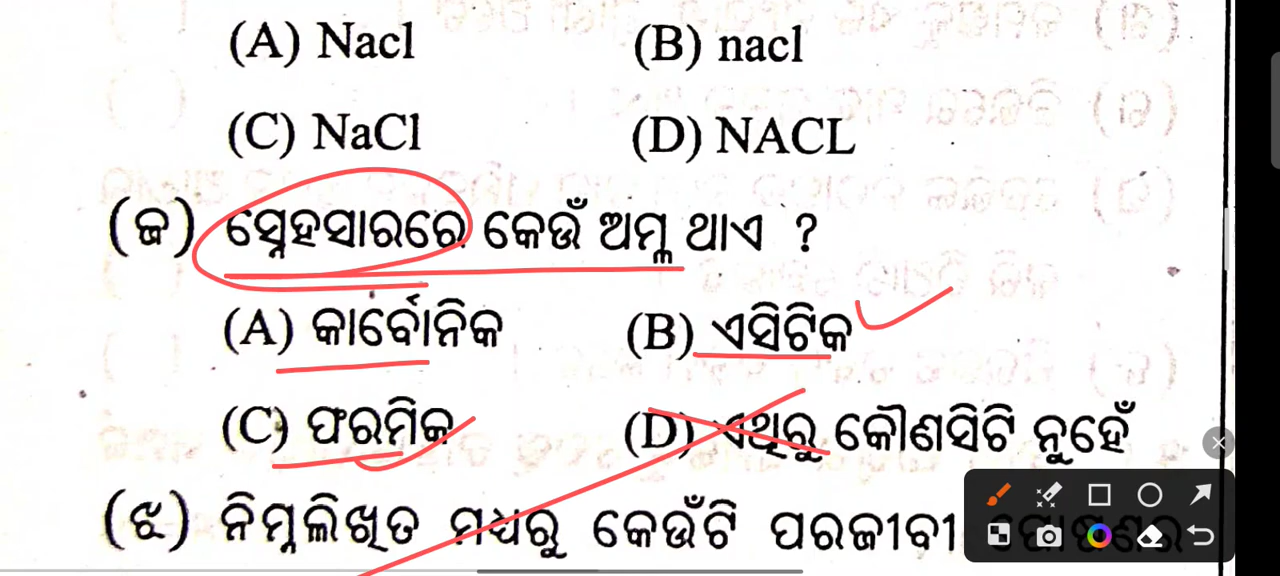 (A) Nacl (B) nacl
(C) NaCl (D) NACL
(ଜ) ସ୍ନେହସାରରେ କେଉଁ ଅମ୍ଳ ଥାଏ ?
(A) କାର୍ବୋନିକ (B) ଏସିଟିକ
(C) ଫରମିକ (D) ଏଥିରୁ କୌଣସିଟି ନୁହେଁ
(ଝ) ନିମ୍ନଲିଖିତ ମଧ୍ୟରୁ କେଉଁଟି ପରଜୀବୀ